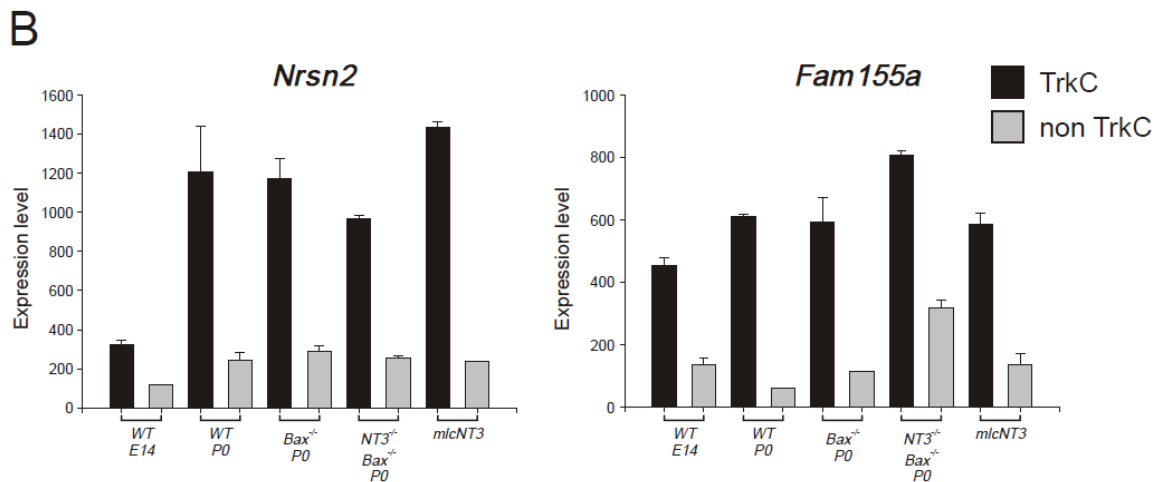 B
Nrsn2
Expression level
1600
1400
1200
1000
800
600
400
200
0
WT
E14
WT
P0
Bax-/-
P0
NT3-/-
Bax-/-
P0
mlcNT3
Fam155a
Expression level
1000
800
600
400
200
0
WT
E14
WT
P0
Bax-/-
P0
NT3-/-
Bax-/-
P0
mlcNT3
TrkC
non TrkC